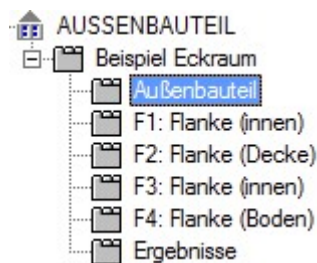 AUSSENBAUTEIL
Beispiel Eckraum
Außenbauteil
F1: Flanke (innen)
F2: Flanke (Decke)
F3: Flanke (innen)
F4: Flanke (Boden)
Ergebnisse